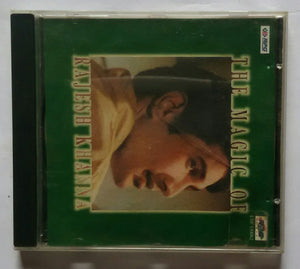 THE MAGIC OF
RAJESH KHANNA